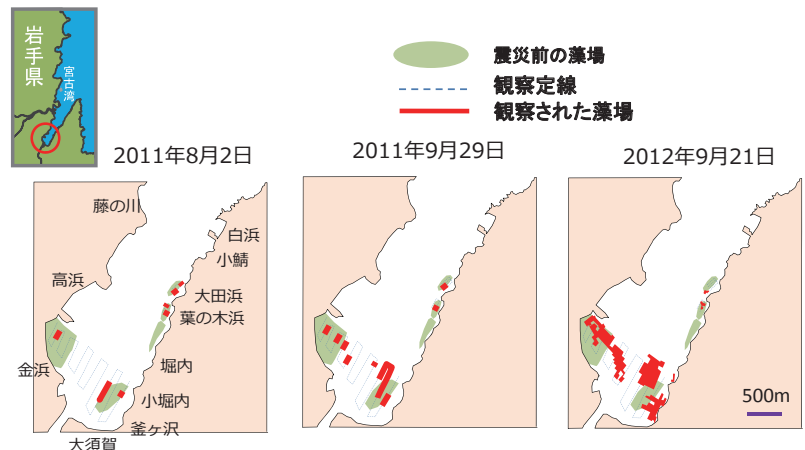 岩手県
宮古湾
震災前の藻場
観察定線
観察された藻場
2011年8月2日
2011年9月29日
2012年9月21日
藤の川
白浜
小鯖
高浜
大田浜
葉の木浜
堀内
金浜
小堀内
釜ヶ沢
大須賀
500m